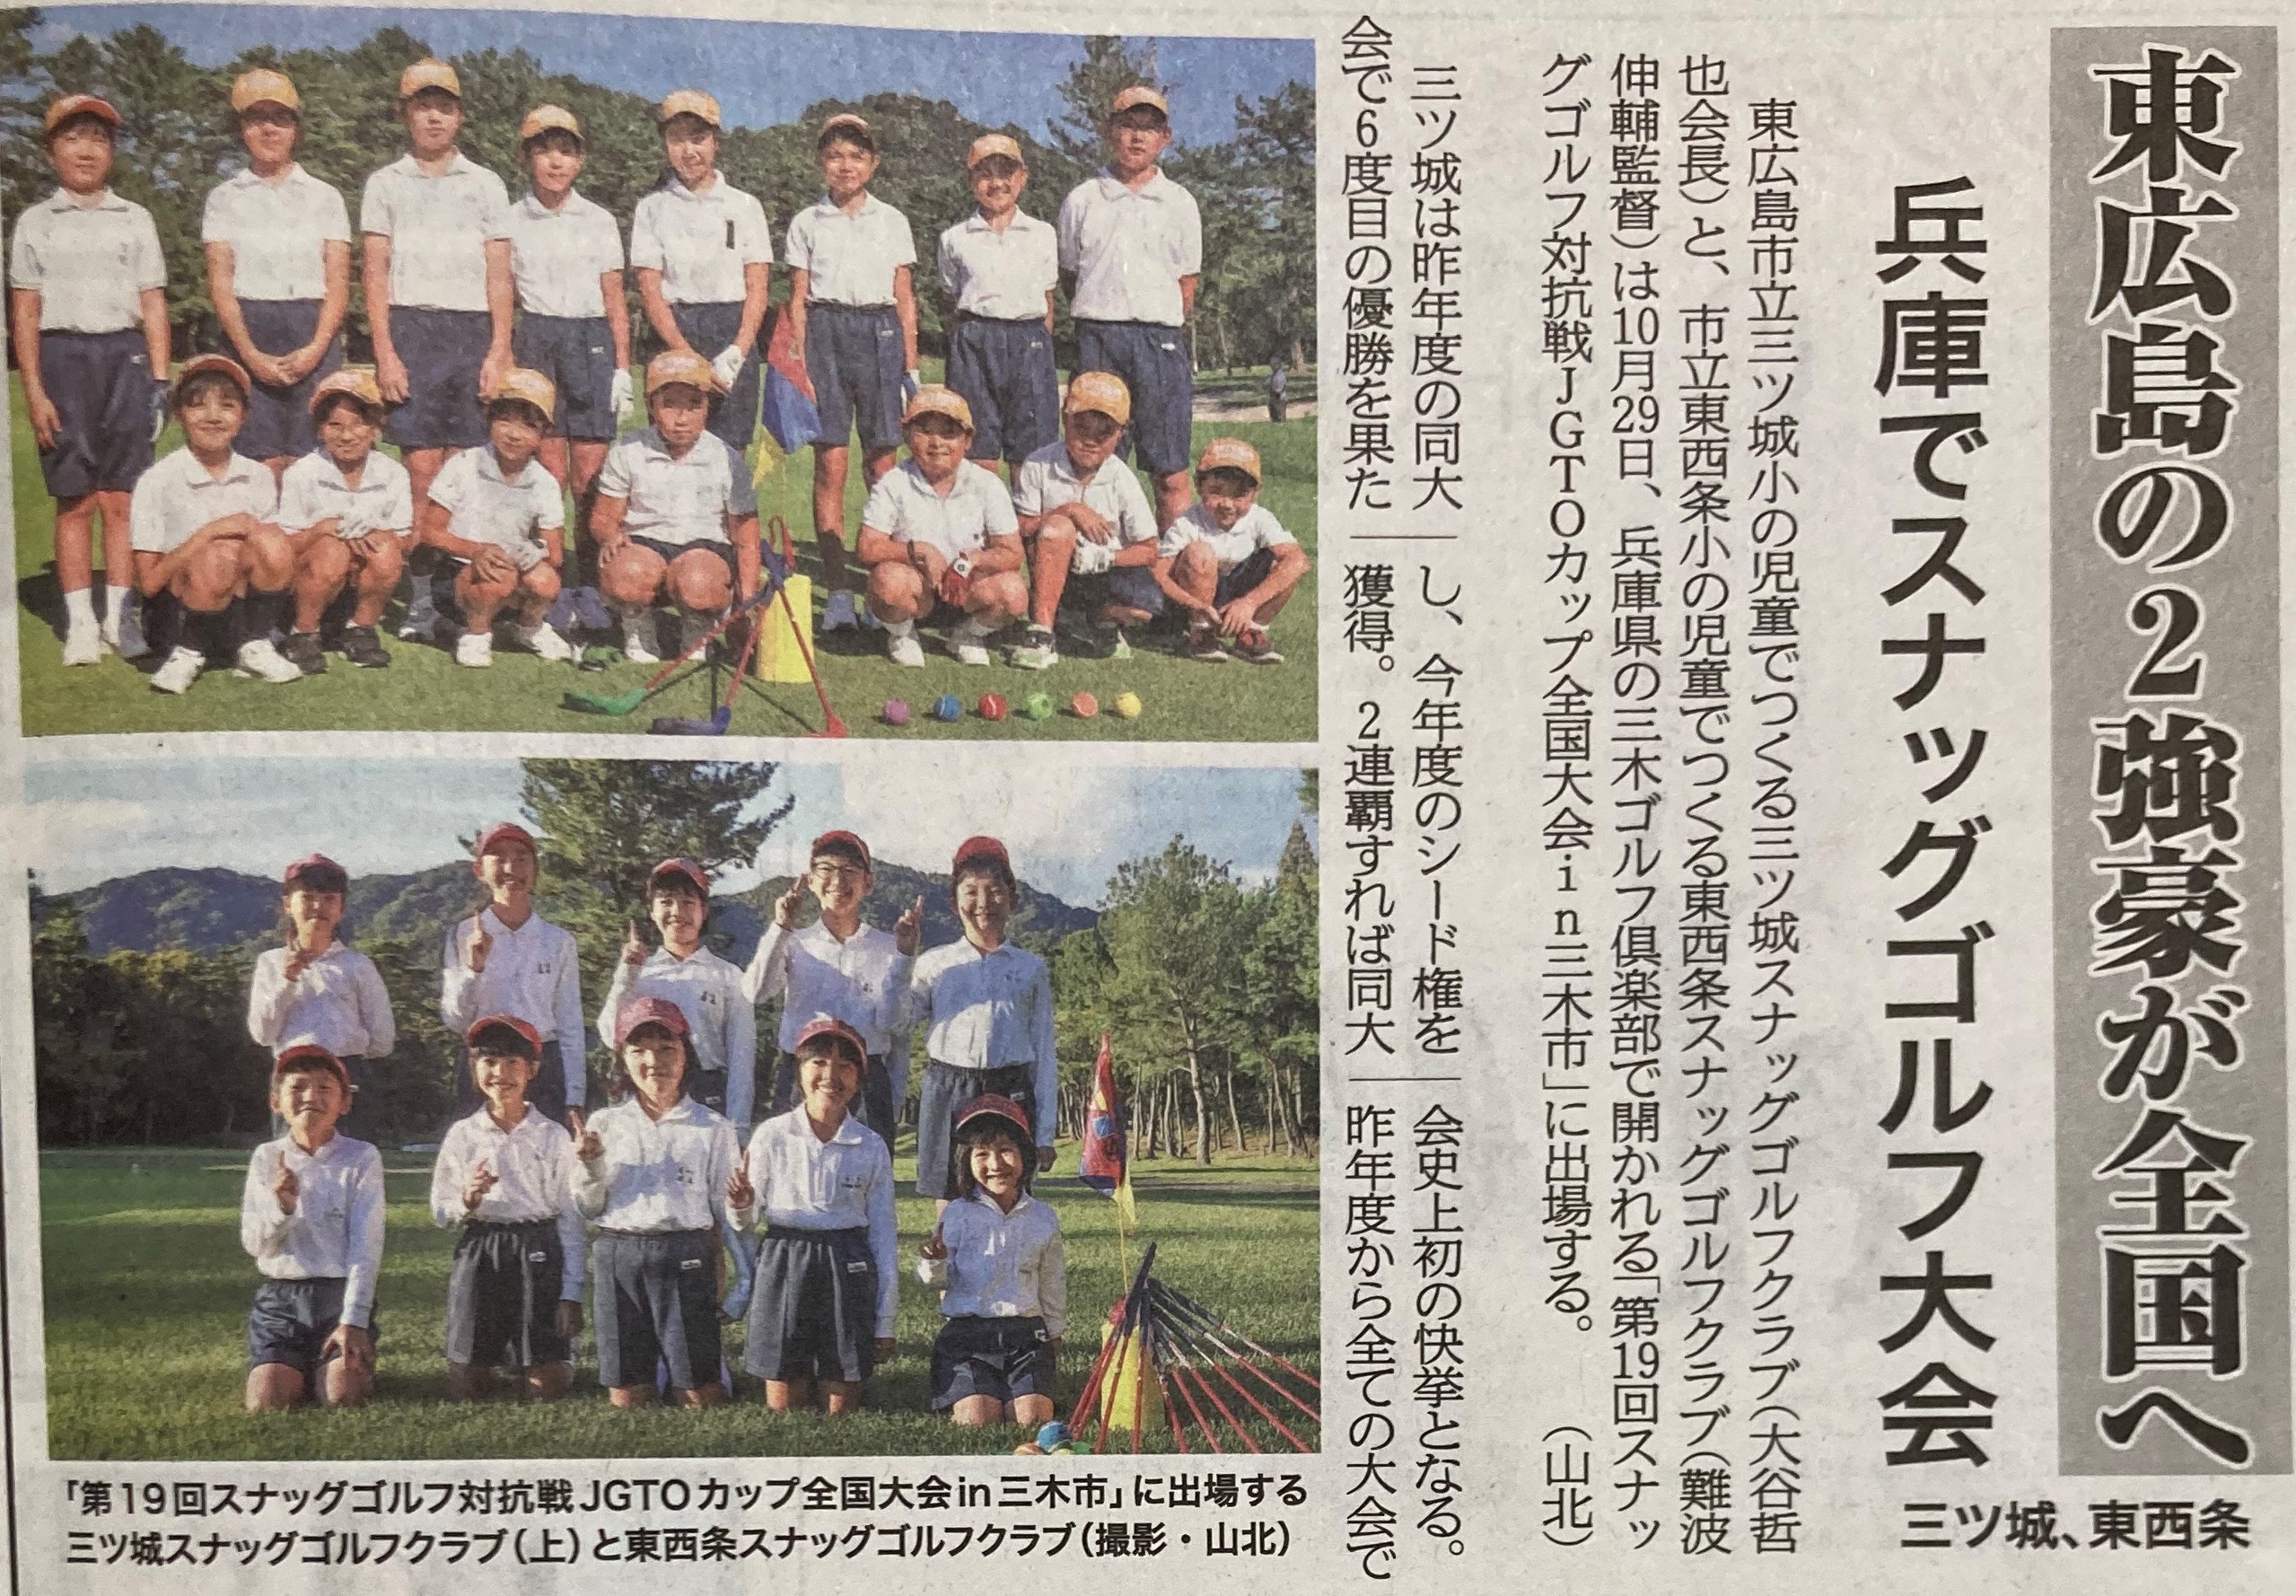 東広島の2強豪が全国へ
三ツ城、東西条
兵庫でスナッグゴルフ大会
東広島市立三ツ城小の児童でつくる三ツ城スナッグゴルフクラブ(大谷哲
也会長)と、市立東西条小の児童でつくる東西条スナッグゴルフクラブ(難波
伸輔監督)は10月29日、兵庫県の三木ゴルフ倶楽部で開かれる「第19回スナッ
グゴルフ対抗戦JGTOカップ全国大会in三木市」に出場する。 (山北)
三ツ城は昨年度の同大
会で6度目の優勝を果た
し、今年度のシード権を
獲得。2連覇すれば同大
会史上初の快挙となる。
昨年度から全ての大会で
「第19回スナッグゴルフ対抗戦JGTOカップ全国大会in三木市」に出場する
三ツ城スナッグゴルフクラブ(上)と東西条スナッグゴルフクラブ(撮影・山北)